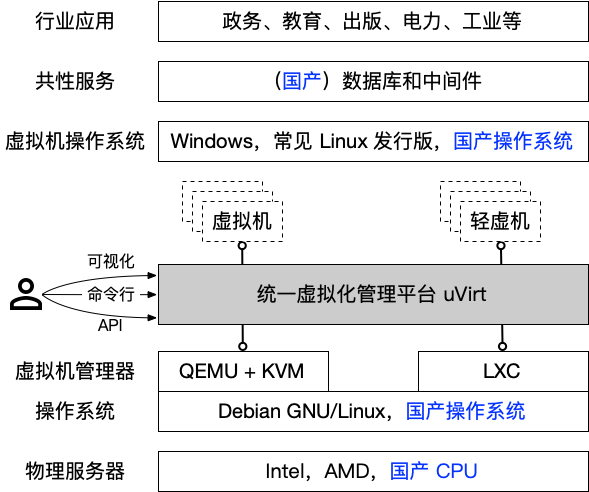 行业应用 政务、教育、出版、电力、工业等
共性服务 （国产）数据库和中间件
虚拟机操作系统 Windows，常见 Linux 发行版，国产操作系统
虚拟机 轻虚机
可视化
命令行
API
统一虚拟化管理平台 uVirt
虚拟机管理器 QEMU + KVM LXC
操作系统 Debian GNU/Linux，国产操作系统
物理服务器 Intel，AMD，国产 CPU